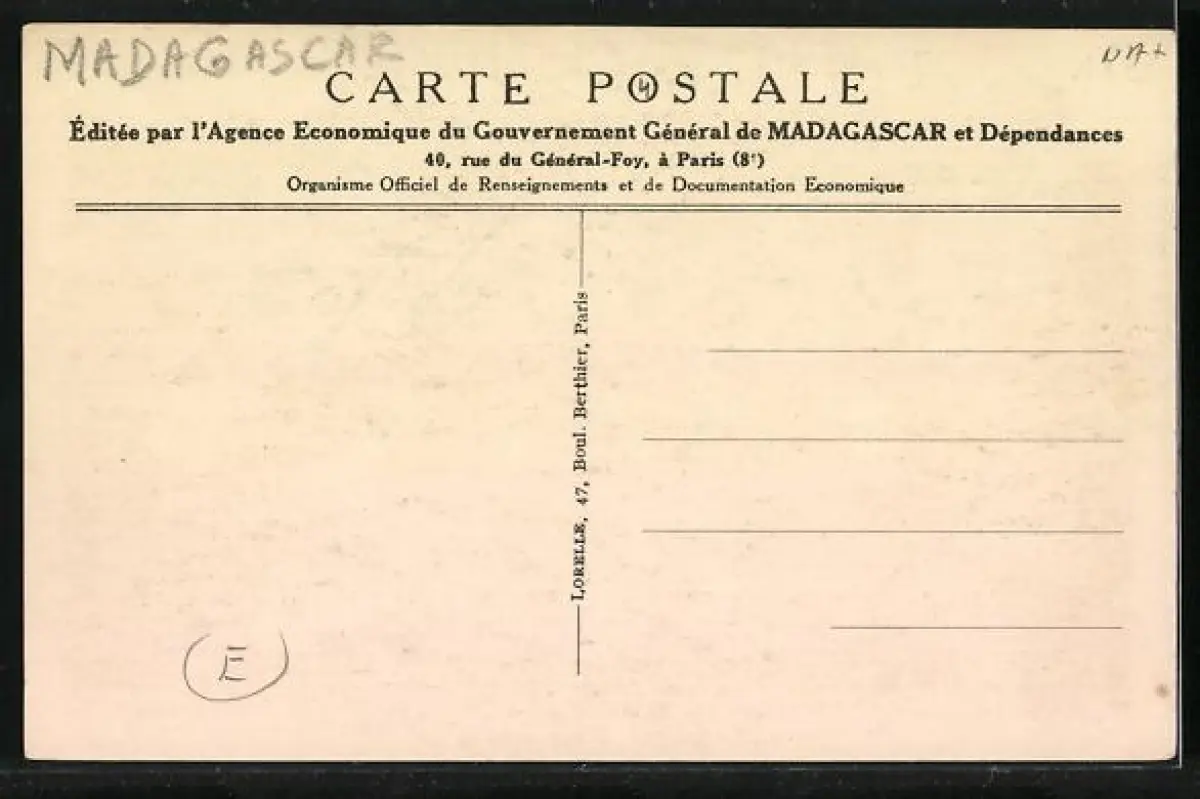 MADAGASCAR
CARTE POSTALE
Éditée par l'Agence Economique du Gouvernement Général de MADAGASCAR et Dépendances
40, rue du Général-Foy, à Paris (8e)
Organisme Officiel de Renseignements et de Documentation Economique
LORELLE, 47, Boul. Berthier, Paris
E